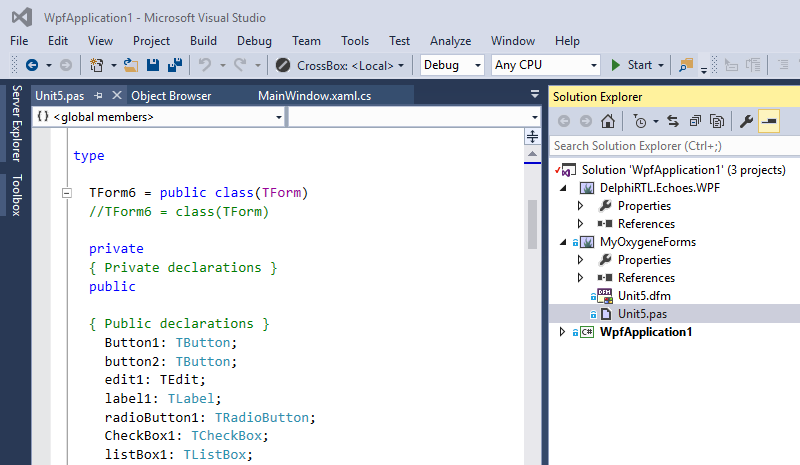 WpfApplication1 - Microsoft Visual Studio
File Edit View Project Build Debug Team Tools Test Analyze Window Help
CrossBox: <Local> Debug Any CPU Start
Server Explorer
Toolbox
Unit5.pas Object Browser MainWindow.xaml.cs
{ } <global members>
type
TForm6 = public class(TForm)
//TForm6 = class(TForm)
private
{ Private declarations }
public
{ Public declarations }
Button1: TButton;
button2: TButton;
edit1: TEdit;
label1: TLabel;
radioButton1: TRadioButton;
CheckBox1: TCheckBox;
listBox1: TListBox;
Solution Explorer
Search Solution Explorer (Ctrl+;)
Solution 'WpfApplication1' (3 projects)
DelphiRTL.Echoes.WPF
Properties
References
MyOxygeneForms
Properties
References
DFM Unit5.dfm
Unit5.pas
C# WpfApplication1